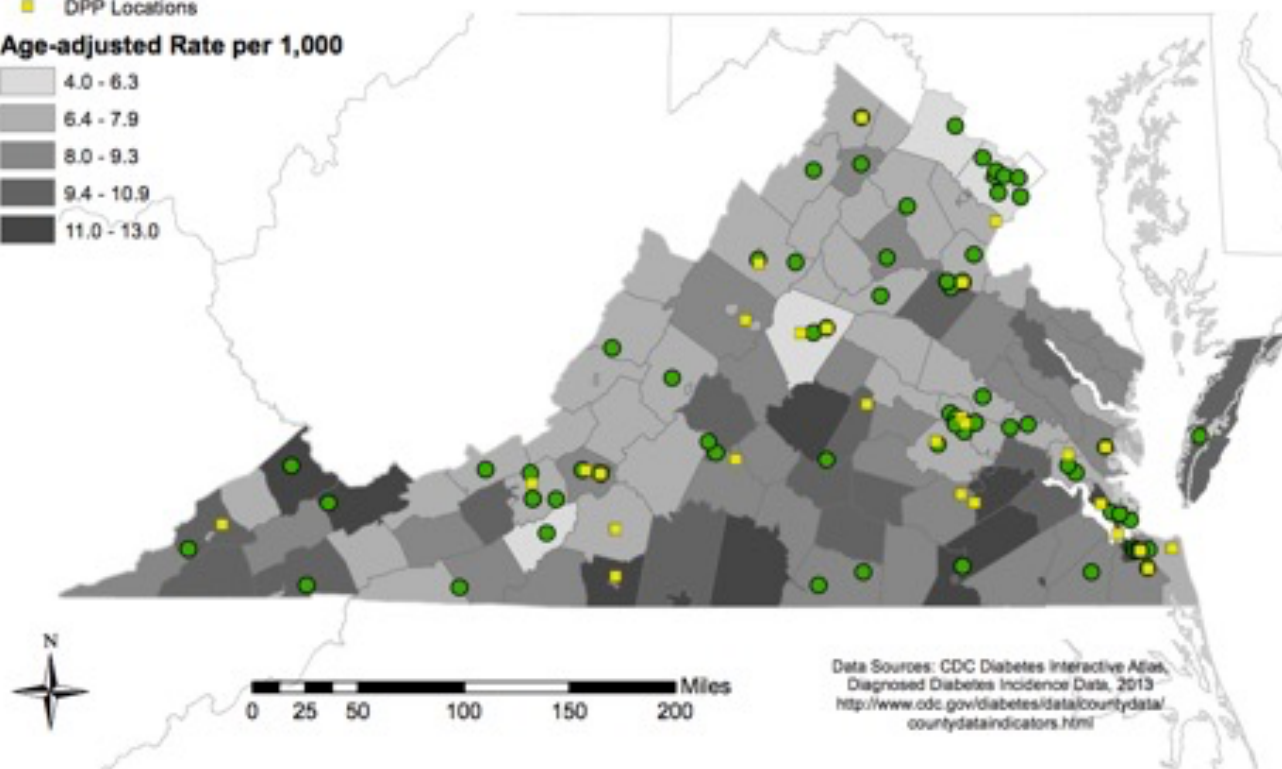 DPP Locations
Age-adjusted Rate per 1,000
4.0 - 6.3
6.4 - 7.9
8.0 - 9.3
9.4 - 10.9
11.0 - 13.0
N
Miles
0 25 50 100 150 200
Data Sources: CDC Diabetes Interactive Atlas,
Diagnosed Diabetes Incidence Data, 2013
http://www.cdc.gov/diabetes/data/countydata/
countydataindicators.html